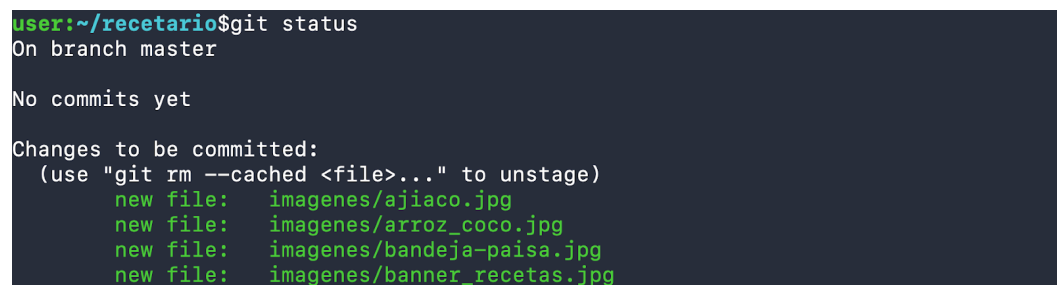 user:~/recetario$git status
On branch master
No commits yet
Changes to be committed:
(use "git rm --cached <file>..." to unstage)
new file: imagenes/ajiaco.jpg
new file: imagenes/arroz_coco.jpg
new file: imagenes/bandeja-paisa.jpg
new file: imagenes/banner_recetas.jpg